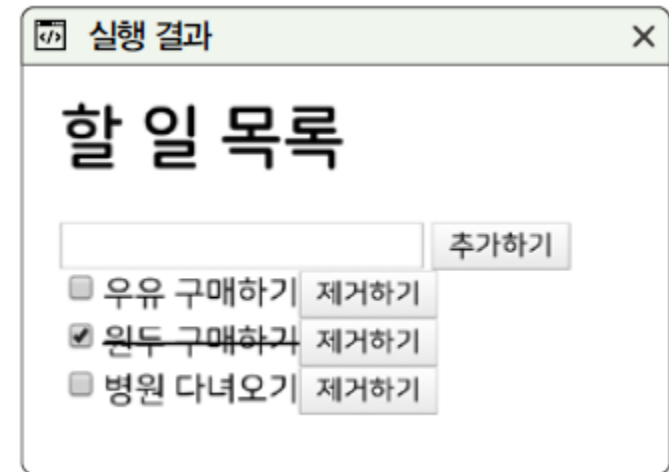 실행 결과
할 일 목록
추가하기
우유 구매하기 제거하기
원두 구매하기 제거하기
병원 다녀오기 제거하기